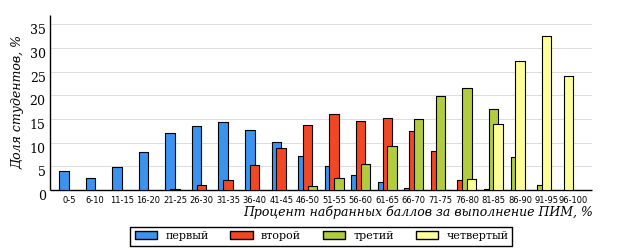 Доля студентов, %
35
30
25
20
15
10
5
0
0-5 6-10 11-15 16-20 21-25 26-30 31-35 36-40 41-45 46-50 51-55 56-60 61-65 66-70 71-75 76-80 81-85 86-90 91-95 96-100
Процент набранных баллов за выполнение ПИМ, %
первый второй третий четвертый